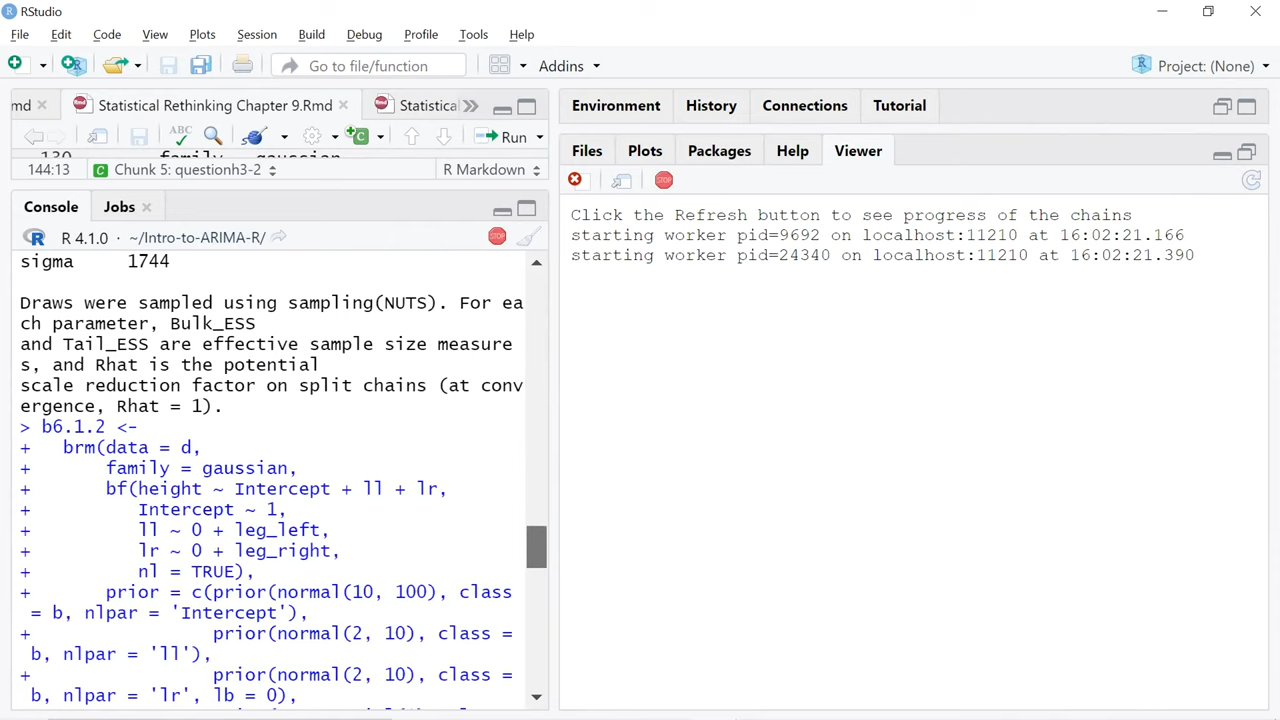 RStudio
File Edit Code View Plots Session Build Debug Profile Tools Help
Go to file/function Addins Project: (None)
md Statistical Rethinking Chapter 9.Rmd Statistical
ABC Run
130 family = gaussian
144:13 Chunk 5: questionh3-2 R Markdown
Console Jobs
R 4.1.0 · ~/Intro-to-ARIMA-R/
sigma 1744
Draws were sampled using sampling(NUTS). For ea
ch parameter, Bulk_ESS
and Tail_ESS are effective sample size measure
s, and Rhat is the potential
scale reduction factor on split chains (at conv
ergence, Rhat = 1).
> b6.1.2 <-
+ brm(data = d,
+ family = gaussian,
+ bf(height ~ Intercept + ll + lr,
+ Intercept ~ 1,
+ ll ~ 0 + leg_left,
+ lr ~ 0 + leg_right,
+ nl = TRUE),
+ prior = c(prior(normal(10, 100), class
= b, nlpar = 'Intercept'),
+ prior(normal(2, 10), class =
b, nlpar = 'll'),
+ prior(normal(2, 10), class =
b, nlpar = 'lr', lb = 0),
Environment History Connections Tutorial
Files Plots Packages Help Viewer
STOP
Click the Refresh button to see progress of the chains
starting worker pid=9692 on localhost:11210 at 16:02:21.166
starting worker pid=24340 on localhost:11210 at 16:02:21.390